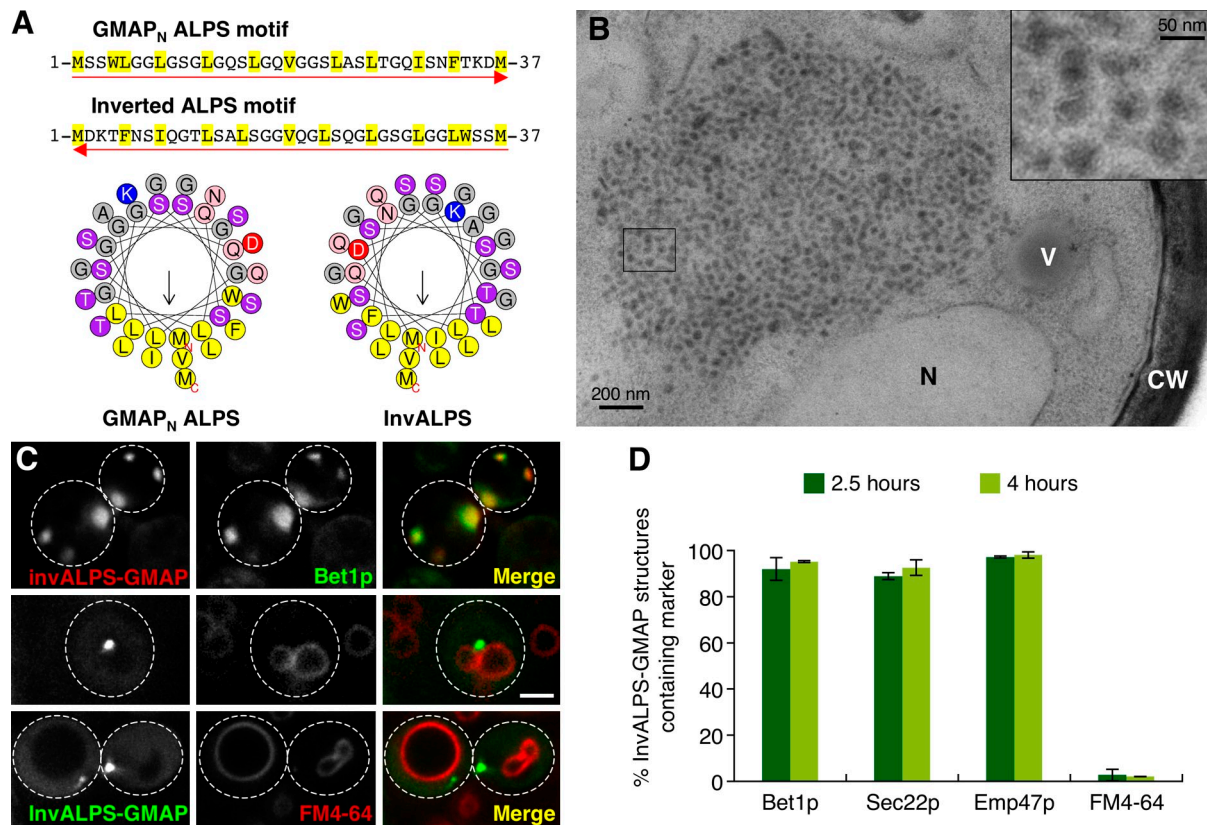 A
GMAPN ALPS motif
1-MSSWLGGLGSGLGQSLGQVGGSLASLTGQISNFTKDM-37
Inverted ALPS motif
1-MDKTFNSIQGTLSALSGGVQGLSQGLGSGLGGLWSSM-37
GMAPN ALPS
InvALPS
B
50 nm
V
N
CW
200 nm
C
invALPS-GMAP
Bet1p
Merge
InvALPS-GMAP
FM4-64
Merge
D
2.5 hours
4 hours
% InvALPS-GMAP structures
containing marker
100
80
60
40
20
0
Bet1p
Sec22p
Emp47p
FM4-64